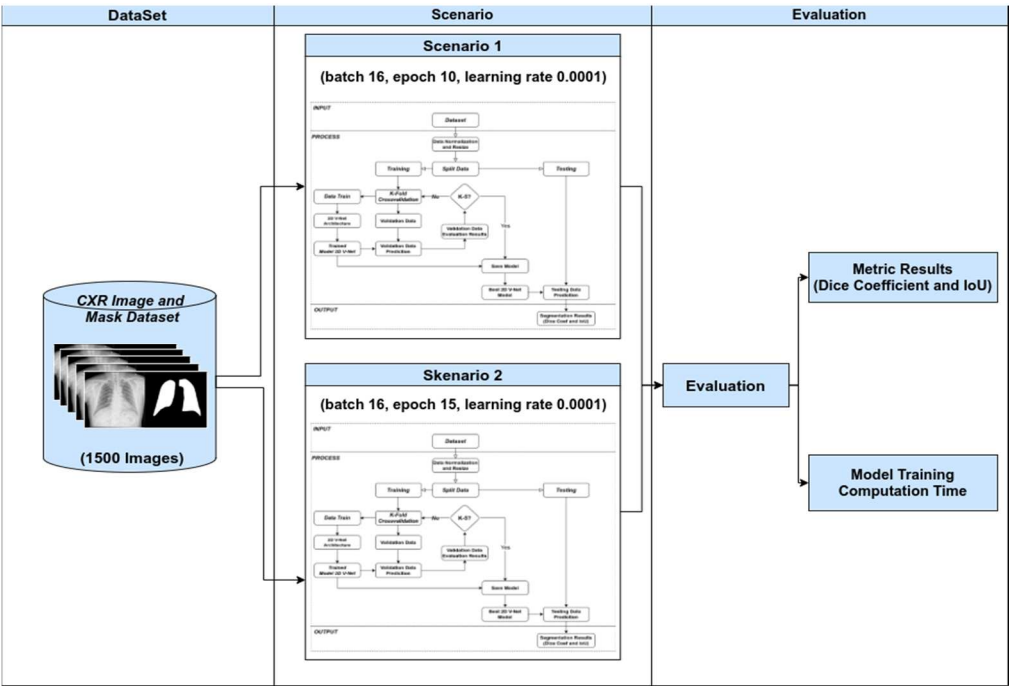 DataSet
Scenario
Evaluation
CXR Image and
Mask Dataset
(1500 Images)
Scenario 1
(batch 16, epoch 10, learning rate 0.0001)
INPUT
Dataset
PROCESS
Data Normalization
and Resize
Training
Split Data
Testing
Data Train
K-Fold
Crossvalidation
No
K-5?
2D V-Net
Architecture
Validation Data
Validation Data
Evaluation Results
Yes
Trained
Model 2D V-Net
Validation Data
Prediction
Save Model
Best 2D V-Net
Model
Testing Data
Prediction
OUTPUT
Segmentation Results
(Dice Coef and IoU)
Skenario 2
(batch 16, epoch 15, learning rate 0.0001)
INPUT
Dataset
PROCESS
Data Normalization
and Resize
Training
Split Data
Testing
Data Train
K-Fold
Crossvalidation
No
K-5?
2D V-Net
Architecture
Validation Data
Validation Data
Evaluation Results
Yes
Trained
Model 2D V-Net
Validation Data
Prediction
Save Model
Best 2D V-Net
Model
Testing Data
Prediction
OUTPUT
Segmentation Results
(Dice Coef and IoU)
Evaluation
Metric Results
(Dice Coefficient and IoU)
Model Training
Computation Time